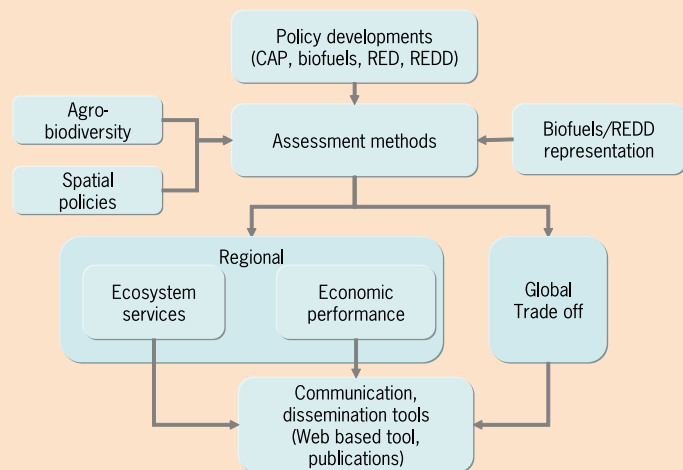 Policy developments
(CAP, biofuels, RED, REDD)
Agro-
biodiversity
Assessment methods
Biofuels/REDD
representation
Spatial
policies
Regional
Ecosystem
services
Economic
performance
Global
Trade off
Communication,
dissemination tools
(Web based tool,
publications)